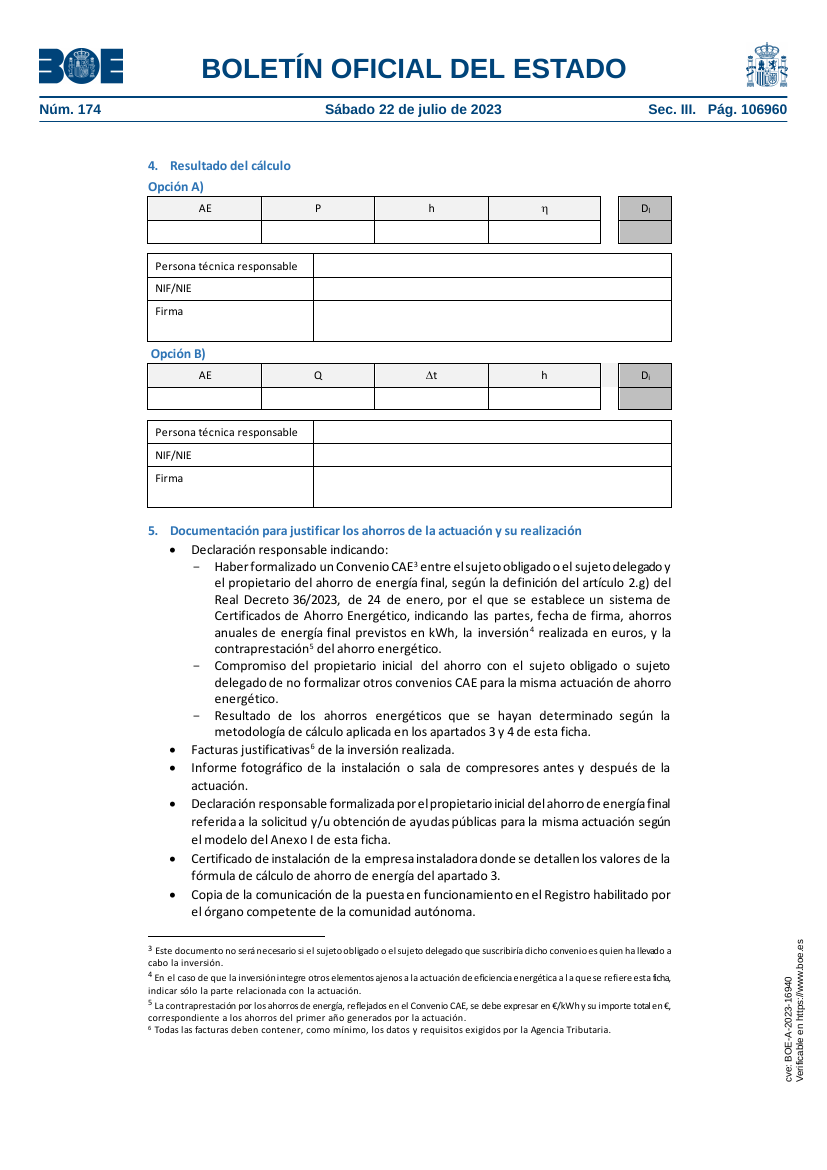 BOE
BOLETÍN OFICIAL DEL ESTADO
Núm. 174 Sábado 22 de julio de 2023 Sec. III. Pág. 106960
4. Resultado del cálculo
Opción A)
AE P h η Dᵢ
Persona técnica responsable
NIF/NIE
Firma
Opción B)
AE Q Δt h Dᵢ
Persona técnica responsable
NIF/NIE
Firma
5. Documentación para justificar los ahorros de la actuación y su realización
• Declaración responsable indicando:
− Haber formalizado un Convenio CAE³ entre el sujeto obligado o el sujeto delegado y
el propietario del ahorro de energía final, según la definición del artículo 2.g) del
Real Decreto 36/2023, de 24 de enero, por el que se establece un sistema de
Certificados de Ahorro Energético, indicando las partes, fecha de firma, ahorros
anuales de energía final previstos en kWh, la inversión⁴ realizada en euros, y la
contraprestación⁵ del ahorro energético.
− Compromiso del propietario inicial del ahorro con el sujeto obligado o sujeto
delegado de no formalizar otros convenios CAE para la misma actuación de ahorro
energético.
− Resultado de los ahorros energéticos que se hayan determinado según la
metodología de cálculo aplicada en los apartados 3 y 4 de esta ficha.
• Facturas justificativas⁶ de la inversión realizada.
• Informe fotográfico de la instalación o sala de compresores antes y después de la
actuación.
• Declaración responsable formalizada por el propietario inicial del ahorro de energía final
referida a la solicitud y/u obtención de ayudas públicas para la misma actuación según
el modelo del Anexo I de esta ficha.
• Certificado de instalación de la empresa instaladora donde se detallen los valores de la
fórmula de cálculo de ahorro de energía del apartado 3.
• Copia de la comunicación de la puesta en funcionamiento en el Registro habilitado por
el órgano competente de la comunidad autónoma.
³ Este documento no será necesario si el sujeto obligado o el sujeto delegado que suscribiría dicho convenio es quien ha llevado a
cabo la inversión.
⁴ En el caso de que la inversión integre otros elementos ajenos a la actuación de eficiencia energética a la que se refiere esta ficha,
indicar sólo la parte relacionada con la actuación.
⁵ La contraprestación por los ahorros de energía, reflejados en el Convenio CAE, se debe expresar en €/kWh y su importe total en €,
correspondiente a los ahorros del primer año generados por la actuación.
⁶ Todas las facturas deben contener, como mínimo, los datos y requisitos exigidos por la Agencia Tributaria.
cve: BOE-A-2023-16940
Verificable en https://www.boe.es